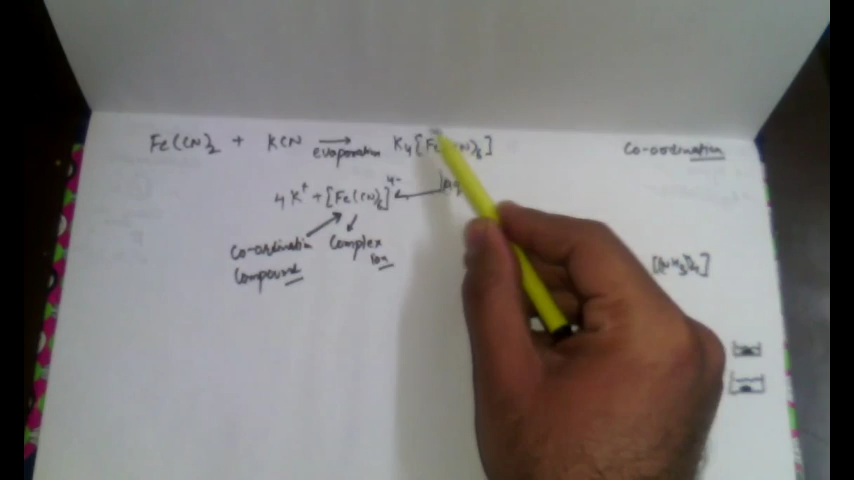 Fe(CN)2 + KCN → K4[Fe(CN)6]
evaporation
Co-ordination
4K+ + [Fe(CN)6]4- ← Aq
Co-ordination Compound
Complex Ion